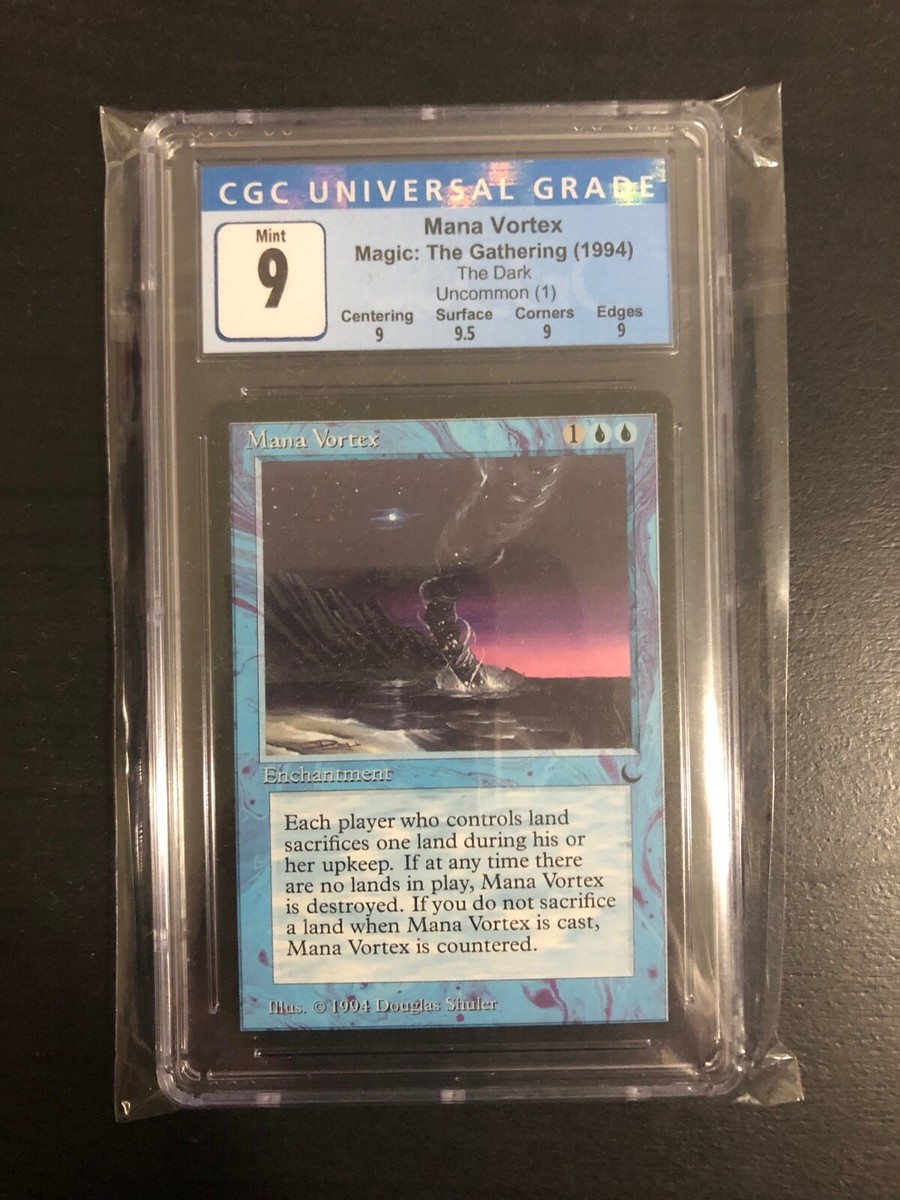 CGC UNIVERSAL GRADE
Mint
9
Mana Vortex
Magic: The Gathering (1994)
The Dark
Uncommon (1)
Centering Surface Corners Edges
9 9.5 9 9
Mana Vortex 1
Enchantment
Each player who controls land
sacrifices one land during his or
her upkeep. If at any time there
are no lands in play, Mana Vortex
is destroyed. If you do not sacrifice
a land when Mana Vortex is cast,
Mana Vortex is countered.
Illus. © 1994 Douglas Shuler